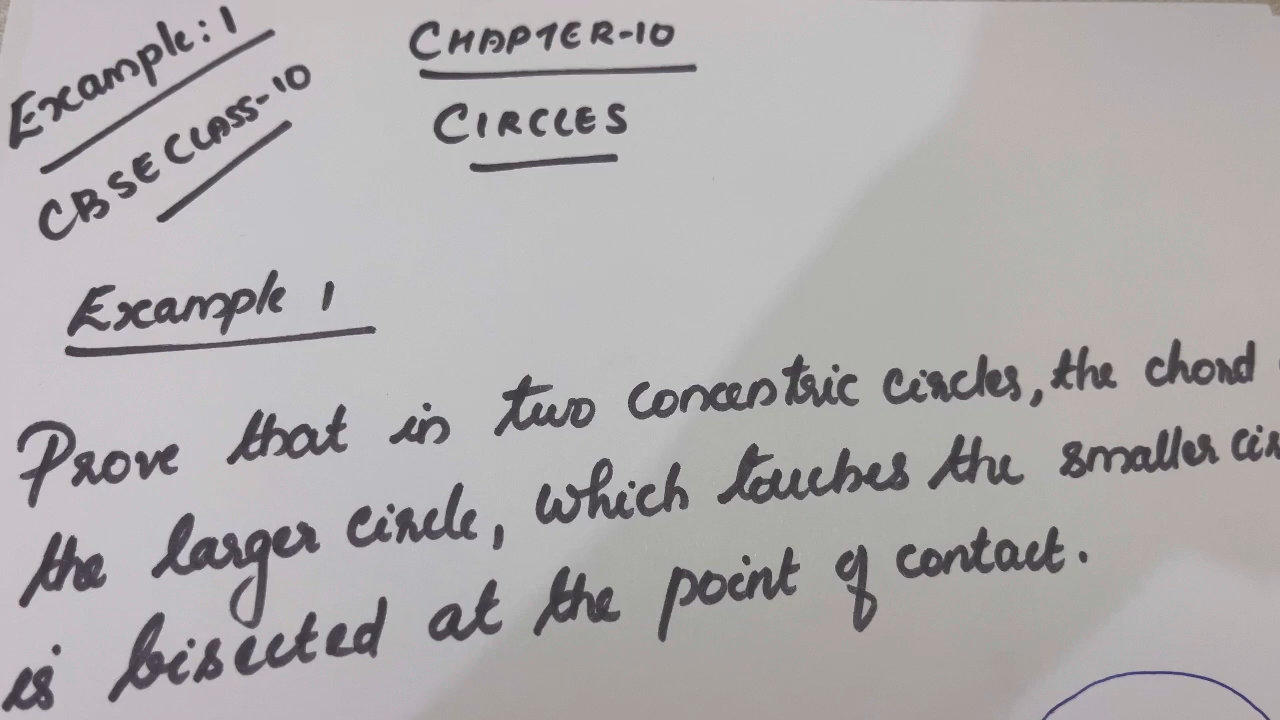 Example: 1
CBSE CLASS-10
CHAPTER-10
CIRCLES
Example 1
Prove that in two concentric circles, the chord
the larger circle, which touches the smaller cir
is bisected at the point of contact.